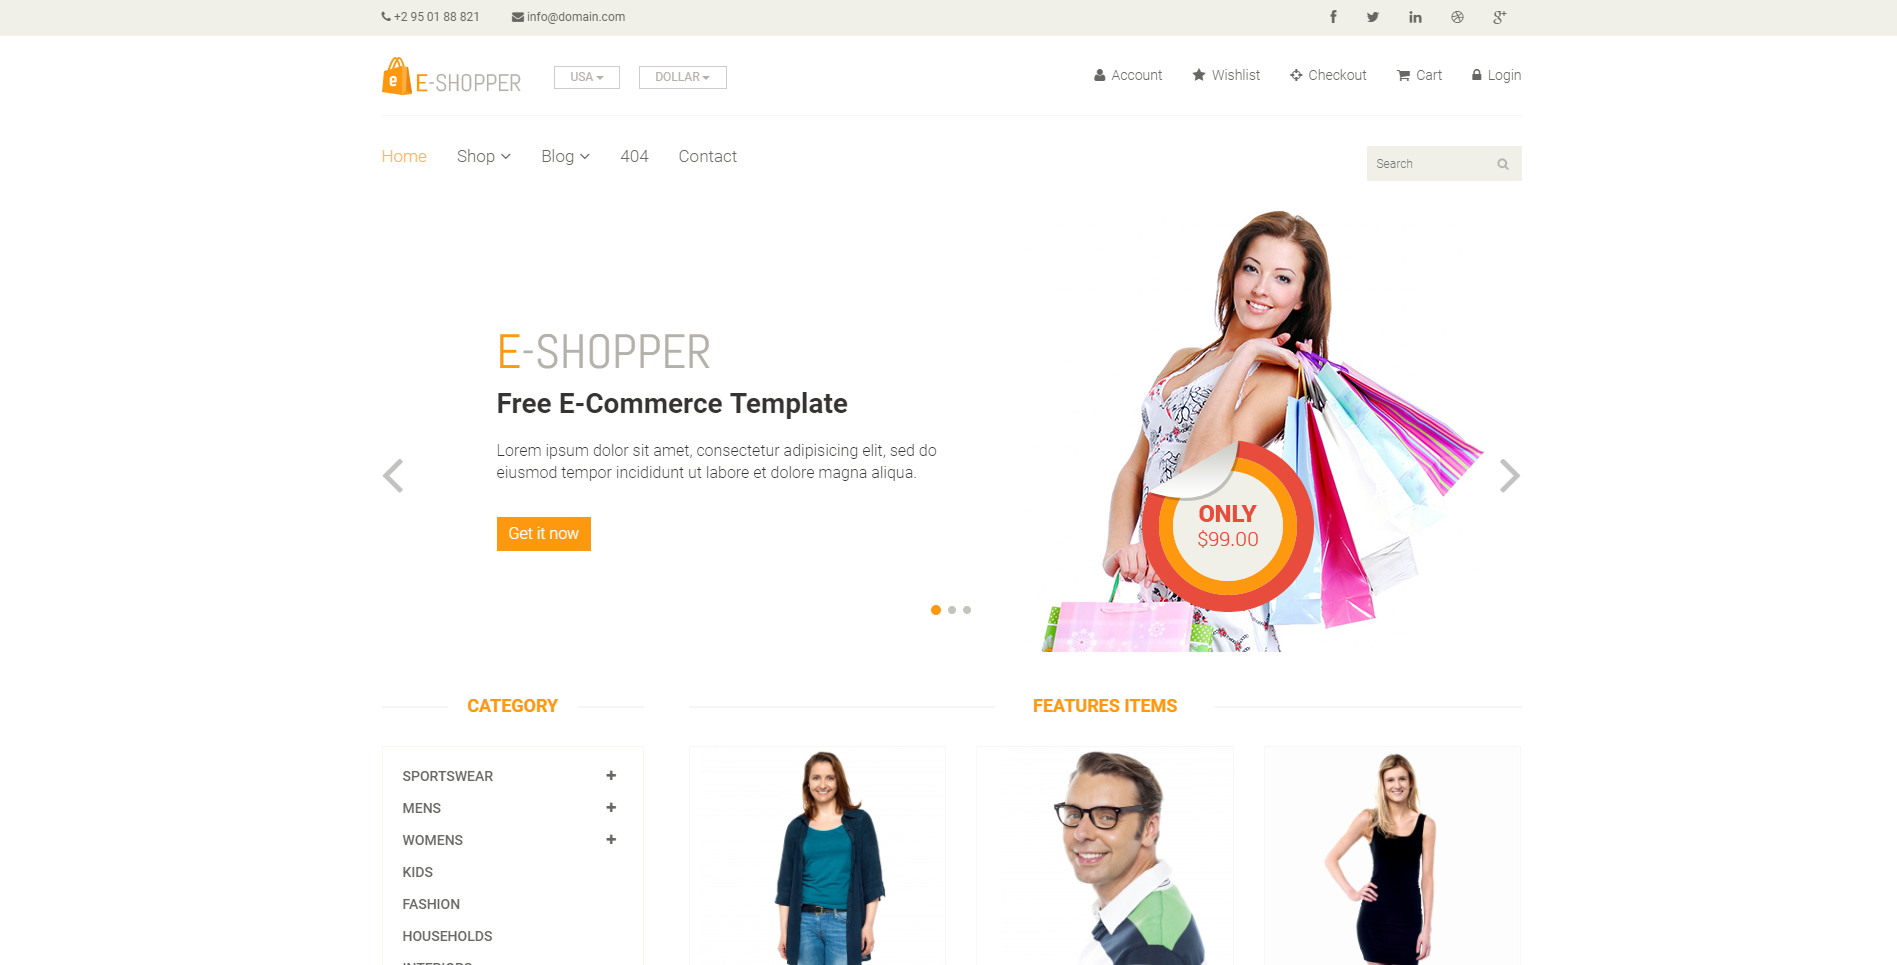 +2 95 01 88 821 info@domain.com
E-SHOPPER USA DOLLAR Account Wishlist Checkout Cart Login
Home Shop Blog 404 Contact Search
E-SHOPPER
Free E-Commerce Template
Lorem ipsum dolor sit amet, consectetur adipisicing elit, sed do
eiusmod tempor incididunt ut labore et dolore magna aliqua.
Get it now
ONLY
$99.00
CATEGORY
SPORTSWEAR
MENS
WOMENS
KIDS
FASHION
HOUSEHOLDS
FEATURES ITEMS